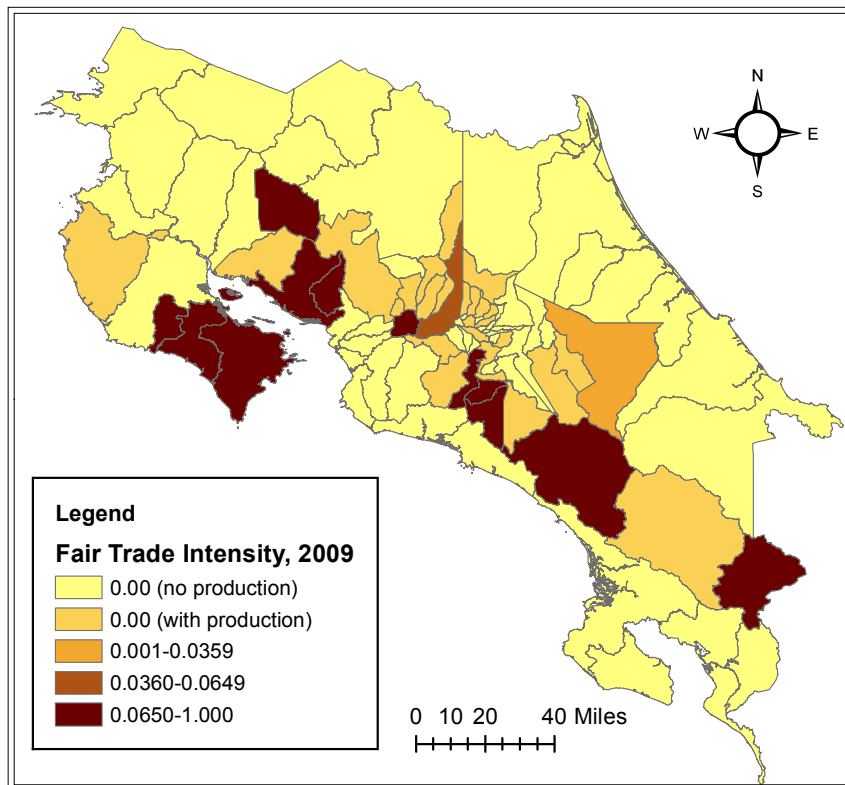 N
W E
S
Legend
Fair Trade Intensity, 2009
0.00 (no production)
0.00 (with production)
0.001-0.0359
0.0360-0.0649
0.0650-1.000
0 10 20 40 Miles